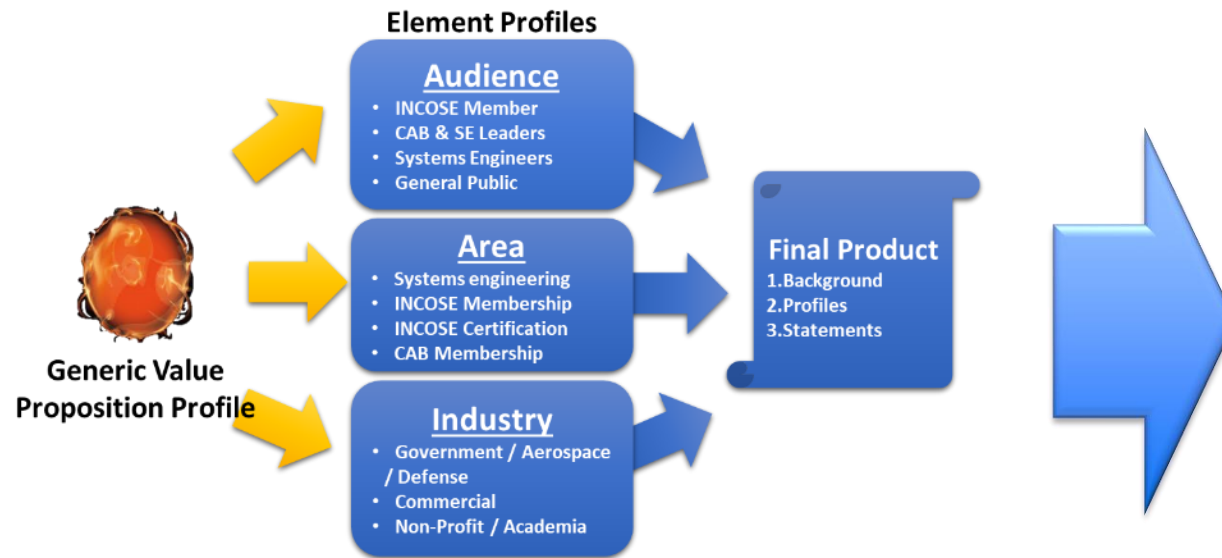 Element Profiles
Audience
• INCOSE Member
• CAB & SE Leaders
• Systems Engineers
• General Public
Area
• Systems engineering
• INCOSE Membership
• INCOSE Certification
• CAB Membership
Industry
• Government / Aerospace
/ Defense
• Commercial
• Non-Profit / Academia
Generic Value
Proposition Profile
Final Product
1.Background
2.Profiles
3.Statements